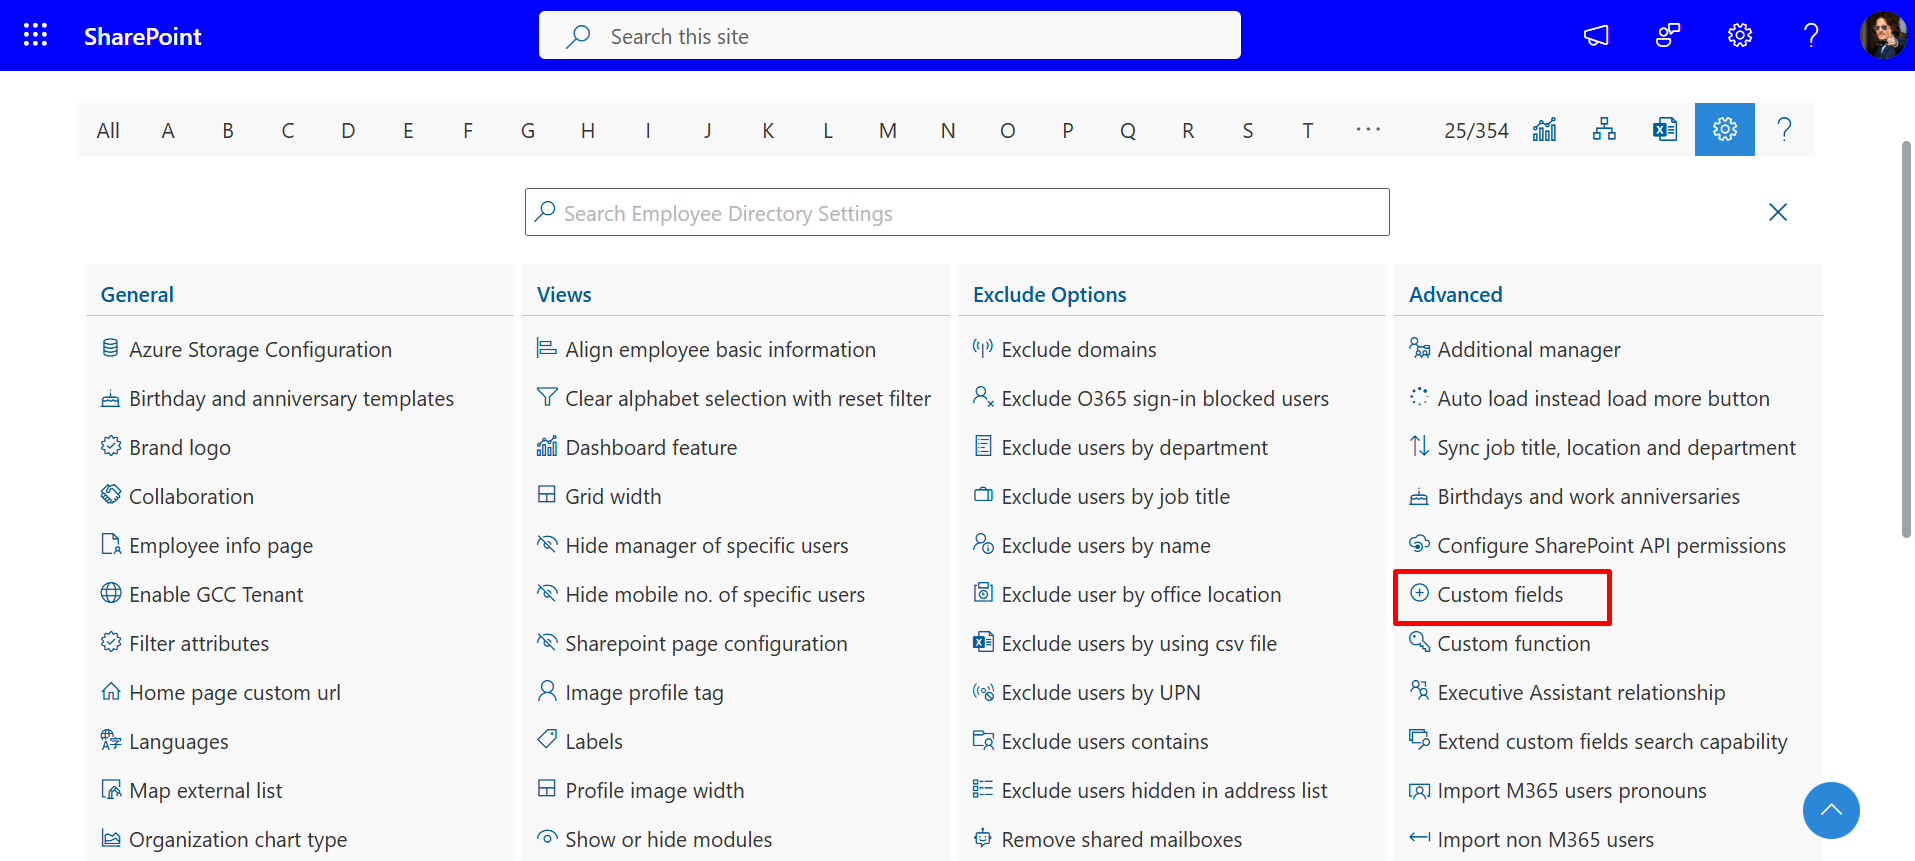 SharePoint
Search this site
All A B C D E F G H I J K L M N O P Q R S T ... 25/354
Search Employee Directory Settings
General
Azure Storage Configuration
Birthday and anniversary templates
Brand logo
Collaboration
Employee info page
Enable GCC Tenant
Filter attributes
Home page custom url
Languages
Map external list
Organization chart type
Views
Align employee basic information
Clear alphabet selection with reset filter
Dashboard feature
Grid width
Hide manager of specific users
Hide mobile no. of specific users
Sharepoint page configuration
Image profile tag
Labels
Profile image width
Show or hide modules
Exclude Options
Exclude domains
Exclude O365 sign-in blocked users
Exclude users by department
Exclude users by job title
Exclude users by name
Exclude user by office location
Exclude users by using csv file
Exclude users by UPN
Exclude users contains
Exclude users hidden in address list
Remove shared mailboxes
Advanced
Additional manager
Auto load instead load more button
Sync job title, location and department
Birthdays and work anniversaries
Configure SharePoint API permissions
Custom fields
Custom function
Executive Assistant relationship
Extend custom fields search capability
Import M365 users pronouns
Import non M365 users